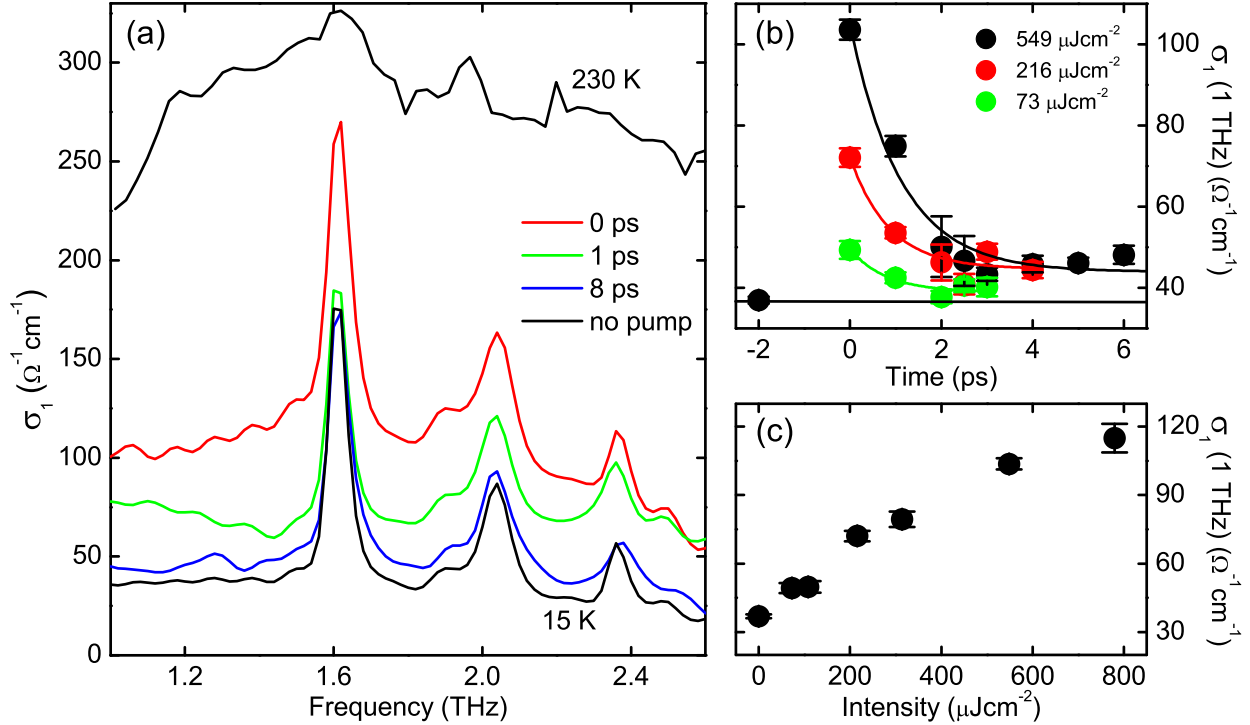 (a)
300
250
200
150
100
50
0
σ₁ (Ω⁻¹cm⁻¹)
230 K
0 ps
1 ps
8 ps
no pump
15 K
1.2 1.6 2.0 2.4
Frequency (THz)
(b)
549 μJcm⁻²
216 μJcm⁻²
73 μJcm⁻²
100
80
60
40
σ₁ (1 THz) (Ω⁻¹cm⁻¹)
-2 0 2 4 6
Time (ps)
(c)
120
90
60
30
σ₁ (1 THz) (Ω⁻¹cm⁻¹)
0 200 400 600 800
Intensity (μJcm⁻²)